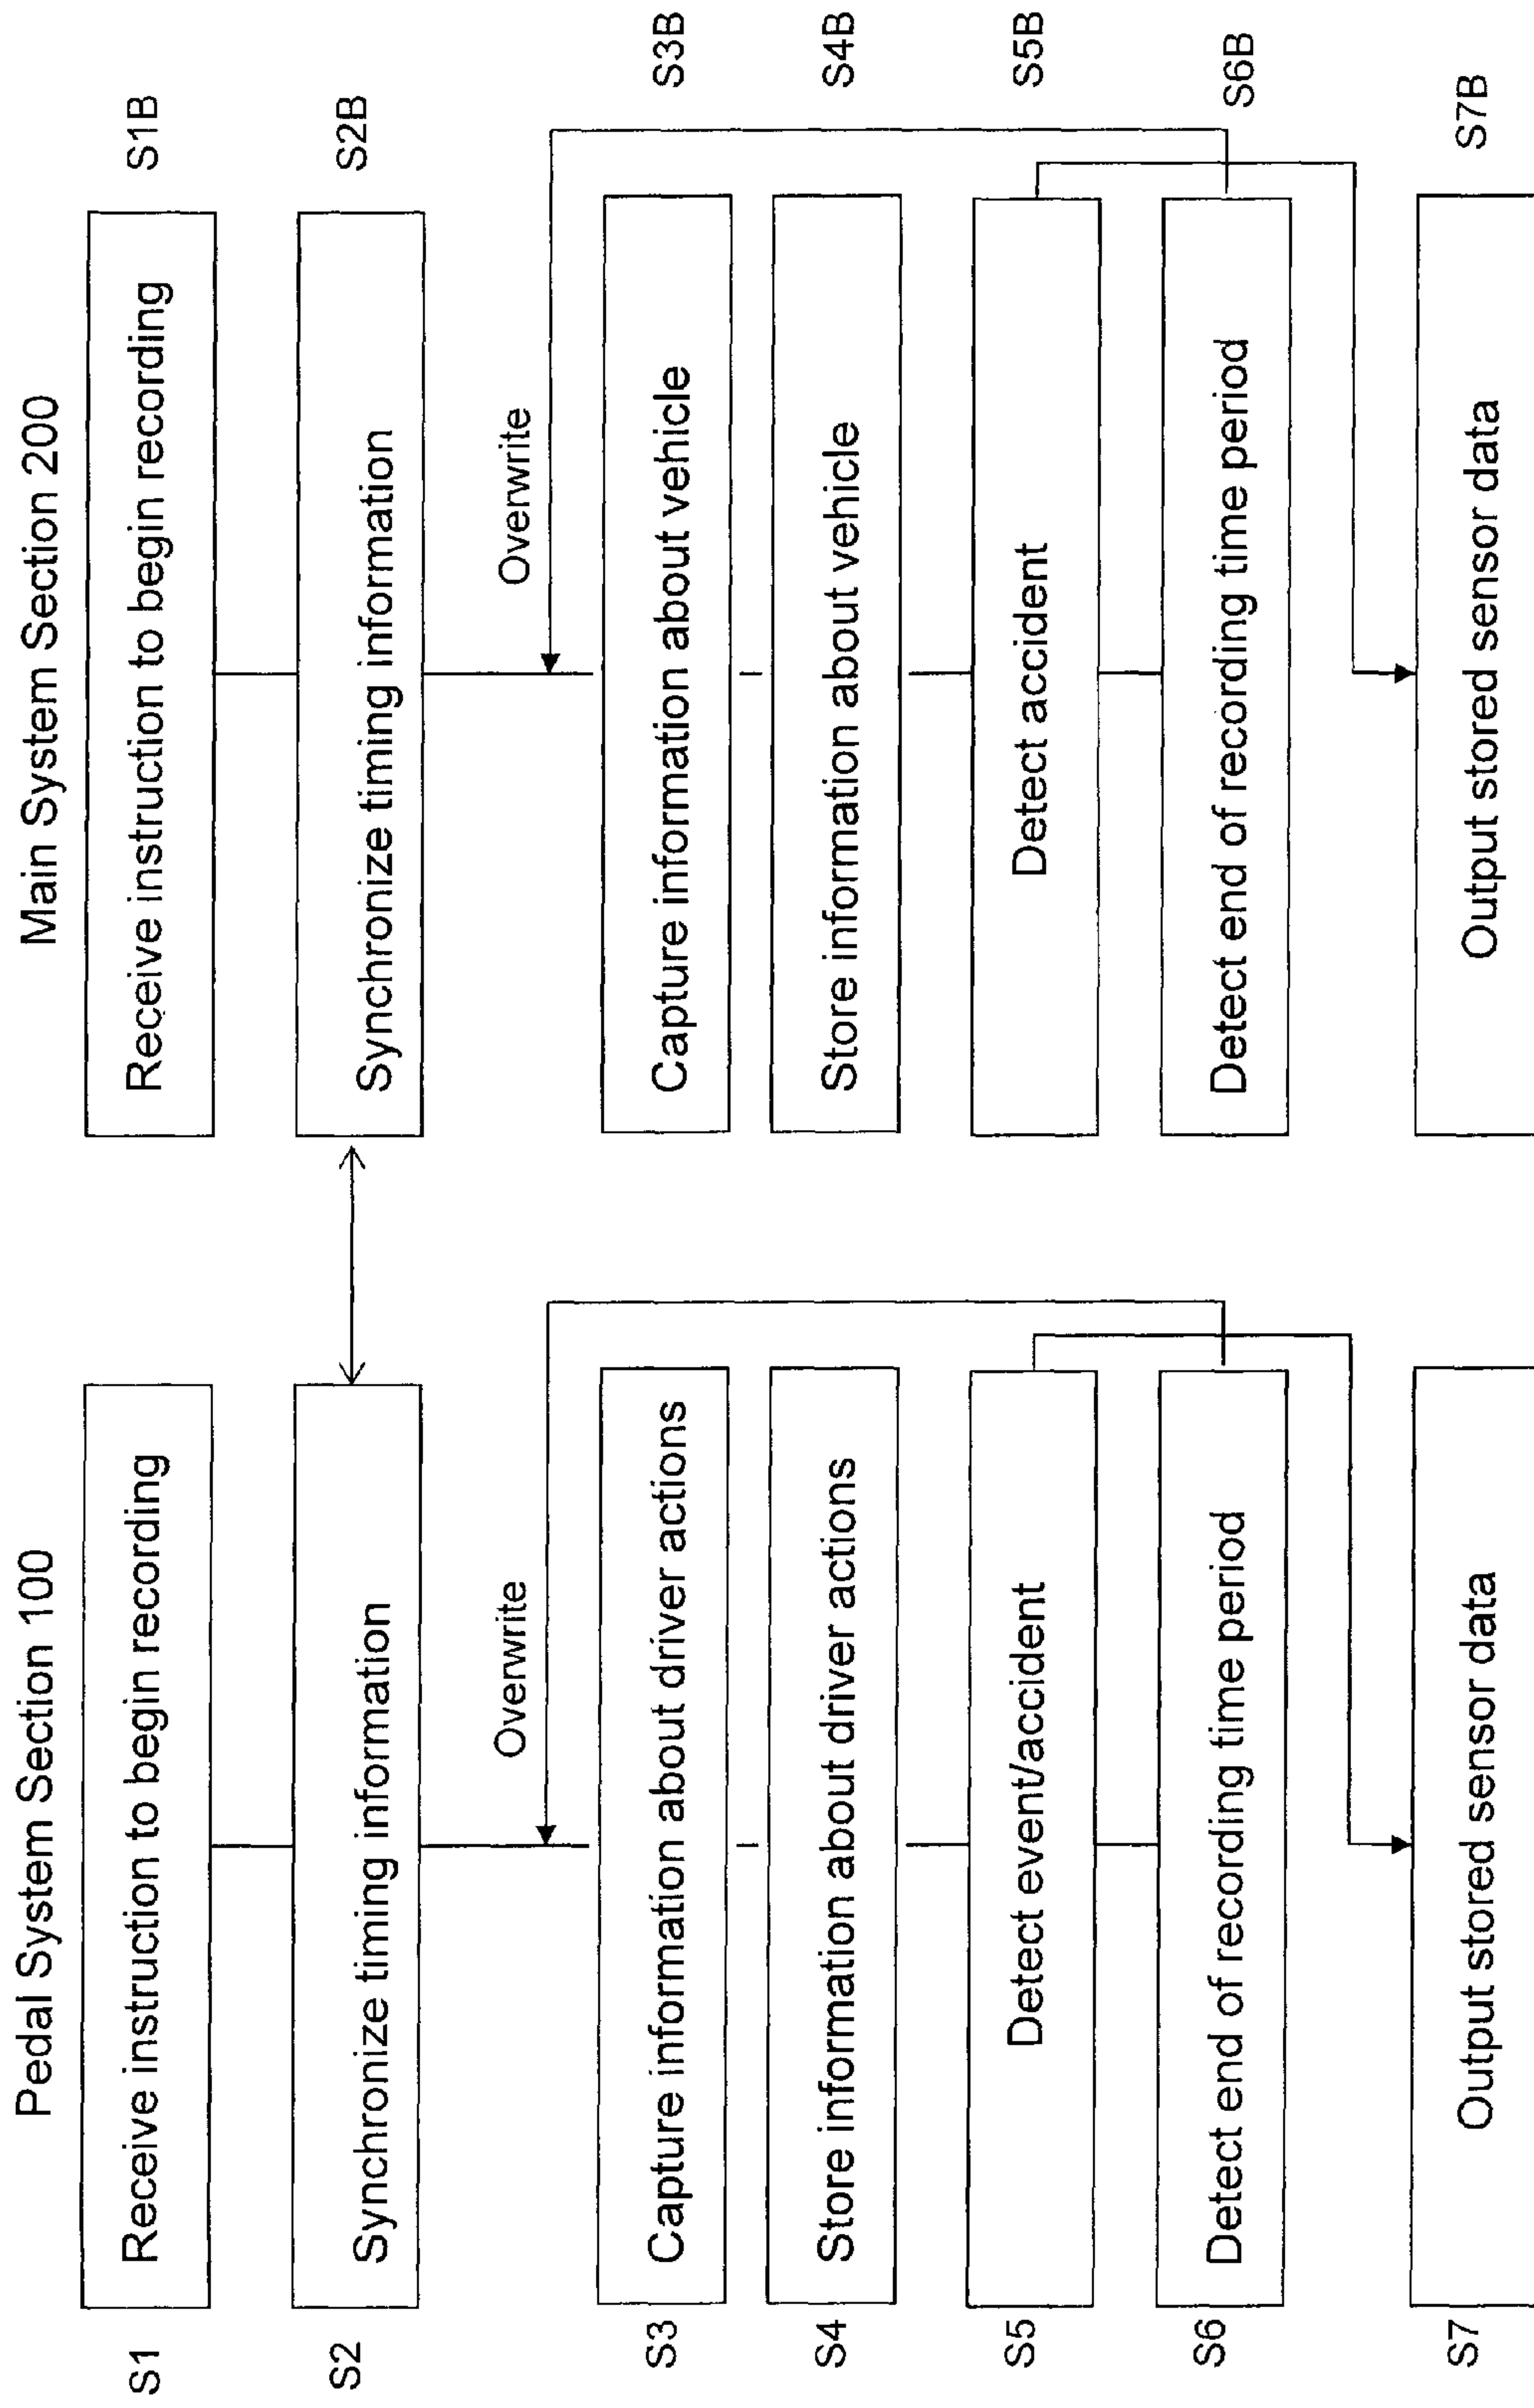 Pedal System Section 100
S1
Receive instruction to begin recording
S2
Synchronize timing information
Overwrite
S3
Capture information about driver actions
S4
Store information about driver actions
S5
Detect event/accident
S6
Detect end of recording time period
S7
Output stored sensor data
Main System Section 200
Receive instruction to begin recording
S1B
Synchronize timing information
S2B
Overwrite
Capture information about vehicle
S3B
Store information about vehicle
S4B
Detect accident
S5B
Detect end of recording time period
S6B
Output stored sensor data
S7B